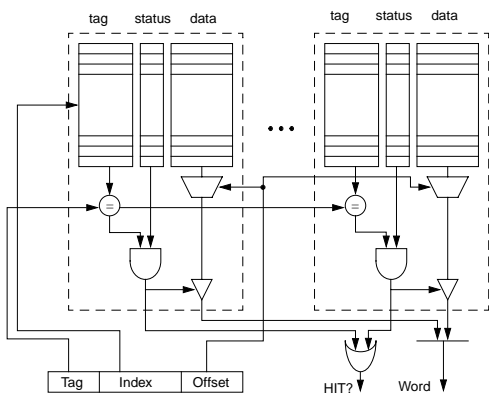 tag status data
tag status data
=
=
Tag Index Offset
HIT?
Word